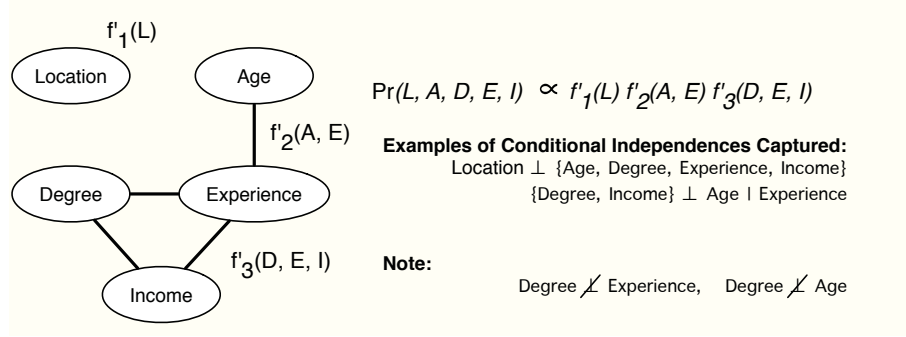 f'1(L)
Location
Age
Pr(L, A, D, E, I) ∝ f'1(L) f'2(A, E) f'3(D, E, I)
f'2(A, E)
Examples of Conditional Independences Captured:
Location ⊥ {Age, Degree, Experience, Income}
Degree
Experience
{Degree, Income} ⊥ Age | Experience
f'3(D, E, I)
Note:
Income
Degree ⊥̸ Experience, Degree ⊥̸ Age